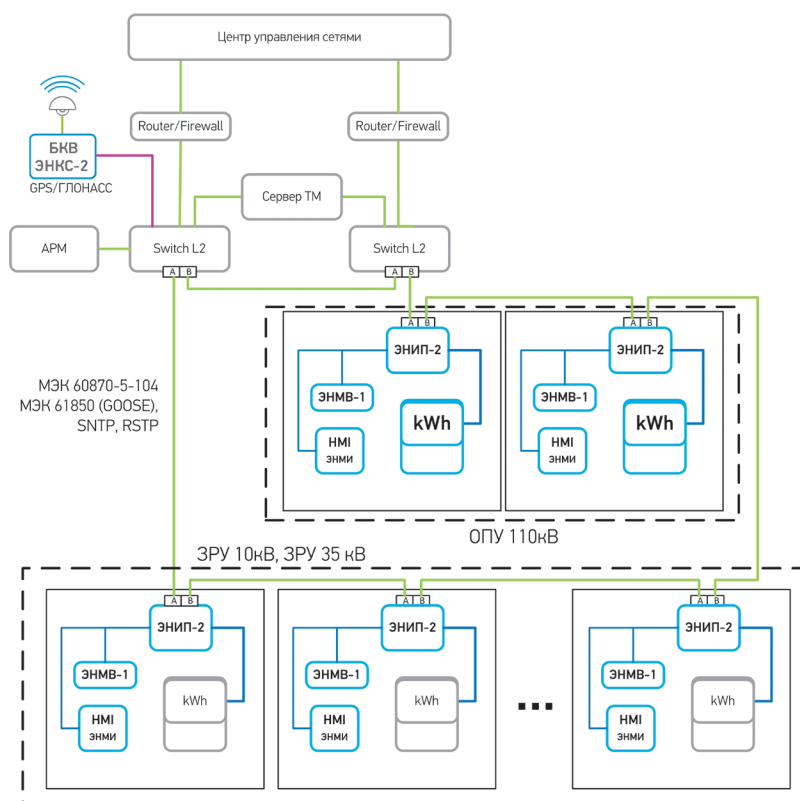 Центр управления сетями
Router/Firewall
Router/Firewall
БКВ
ЭНКС-2
GPS/ГЛОНАСС
Сервер ТМ
АРМ
Switch L2
Switch L2
A B
A B
МЭК 60870-5-104
МЭК 61850 (GOOSE),
SNTP, RSTP
A B
A B
ЭНИП-2
ЭНИП-2
ЭНМВ-1
ЭНМВ-1
kWh
kWh
HMI
энми
HMI
энми
ОПУ 110кВ
ЗРУ 10кВ, ЗРУ 35 кВ
A B
A B
A B
ЭНИП-2
ЭНИП-2
ЭНИП-2
ЭНМВ-1
ЭНМВ-1
ЭНМВ-1
kWh
kWh
kWh
...
HMI
энми
HMI
энми
HMI
энми